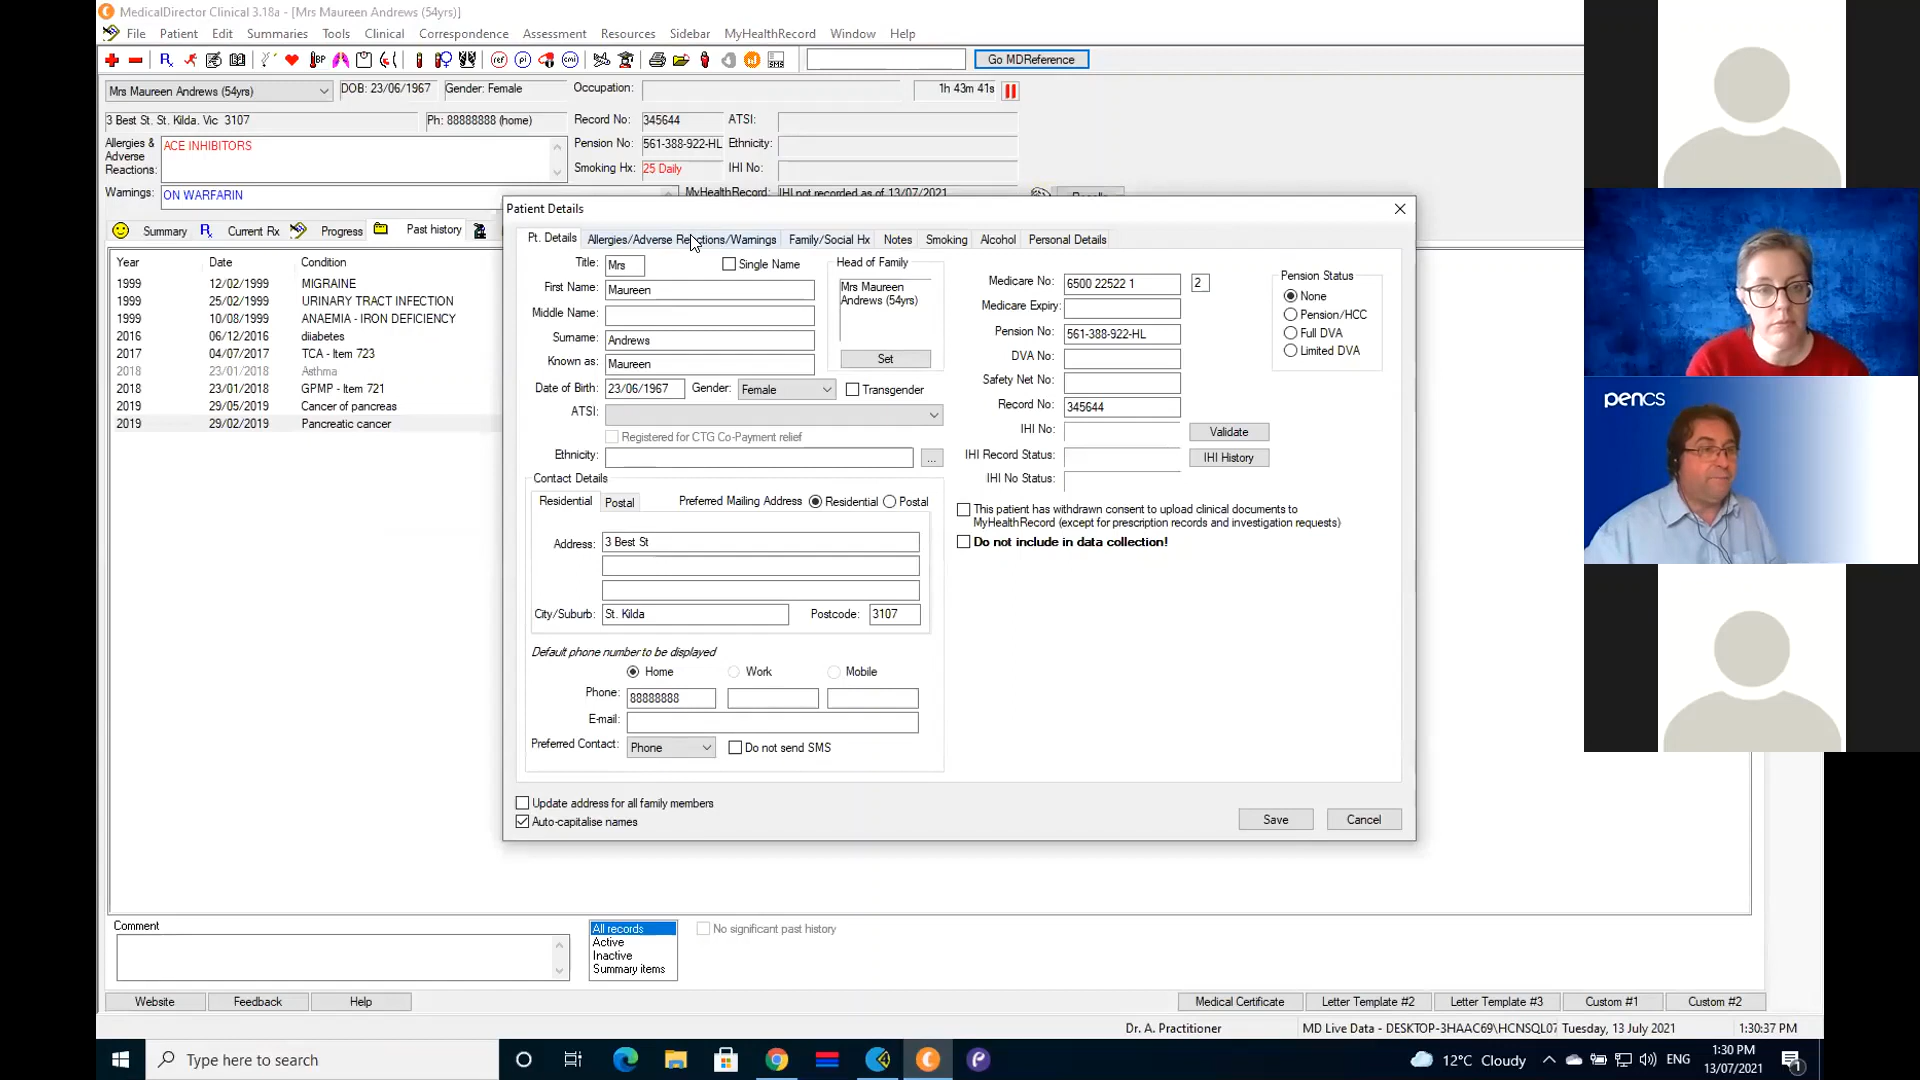 MedicalDirector Clinical 3.18a - [Mrs Maureen Andrews (54yrs)]
File Patient Edit Summaries Tools Clinical Correspondence Assessment Resources Sidebar MyHealthRecord Window Help
Go MDReference
Mrs Maureen Andrews (54yrs) DOB: 23/06/1967 Gender: Female Occupation: 1h 43m 41s
3 Best St. St. Kilda. Vic 3107 Ph: 88888888 (home) Record No: 345644 ATSI:
Allergies & Adverse Reactions: ACE INHIBITORS Pension No: 561-388-922-HL Ethnicity:
Smoking Hx: 25 Daily IHI No:
Warnings: ON WARFARIN MyHealthRecord: IHI not recorded as of 13/07/2021
Summary Rx Current Rx Progress Past history
Year Date Condition
1999 12/02/1999 MIGRAINE
1999 25/02/1999 URINARY TRACT INFECTION
1999 10/08/1999 ANAEMIA - IRON DEFICIENCY
2016 06/12/2016 diiabetes
2017 04/07/2017 TCA - Item 723
2018 23/01/2018 Asthma
2018 23/01/2018 GPMP - Item 721
2019 29/05/2019 Cancer of pancreas
2019 29/02/2019 Pancreatic cancer
Patient Details
Pt. Details Allergies/Adverse Reactions/Warnings Family/Social Hx Notes Smoking Alcohol Personal Details
Title: Mrs Single Name
First Name: Maureen
Middle Name:
Surname: Andrews
Known as: Maureen
Head of Family
Mrs Maureen
Andrews (54yrs)
Set
Date of Birth: 23/06/1967 Gender: Female Transgender
ATSI:
Registered for CTG Co-Payment relief
Ethnicity: ...
Contact Details
Residential Postal Preferred Mailing Address Residential Postal
Address: 3 Best St
City/Suburb: St. Kilda Postcode: 3107
Default phone number to be displayed
Home Work Mobile
Phone: 88888888
E-mail:
Preferred Contact: Phone Do not send SMS
Medicare No: 6500 22522 1 2
Medicare Expiry:
Pension No: 561-388-922-HL
DVA No:
Safety Net No:
Record No: 345644
IHI No: Validate
IHI Record Status: IHI History
IHI No Status:
Pension Status
None
Pension/HCC
Full DVA
Limited DVA
This patient has withdrawn consent to upload clinical documents to
MyHealthRecord (except for prescription records and investigation requests)
Do not include in data collection!
Update address for all family members
Auto-capitalise names
Save Cancel
Comment
All records
Active
Inactive
Summary items
No significant past history
Website Feedback Help Medical Certificate Letter Template #2 Letter Template #3 Custom #1 Custom #2
Dr. A. Practitioner MD Live Data - DESKTOP-3HAAC69\HCNSQL07 Tuesday, 13 July 2021 1:30:37 PM
Type here to search
12°C Cloudy ENG 1:30 PM
13/07/2021
1
pencs